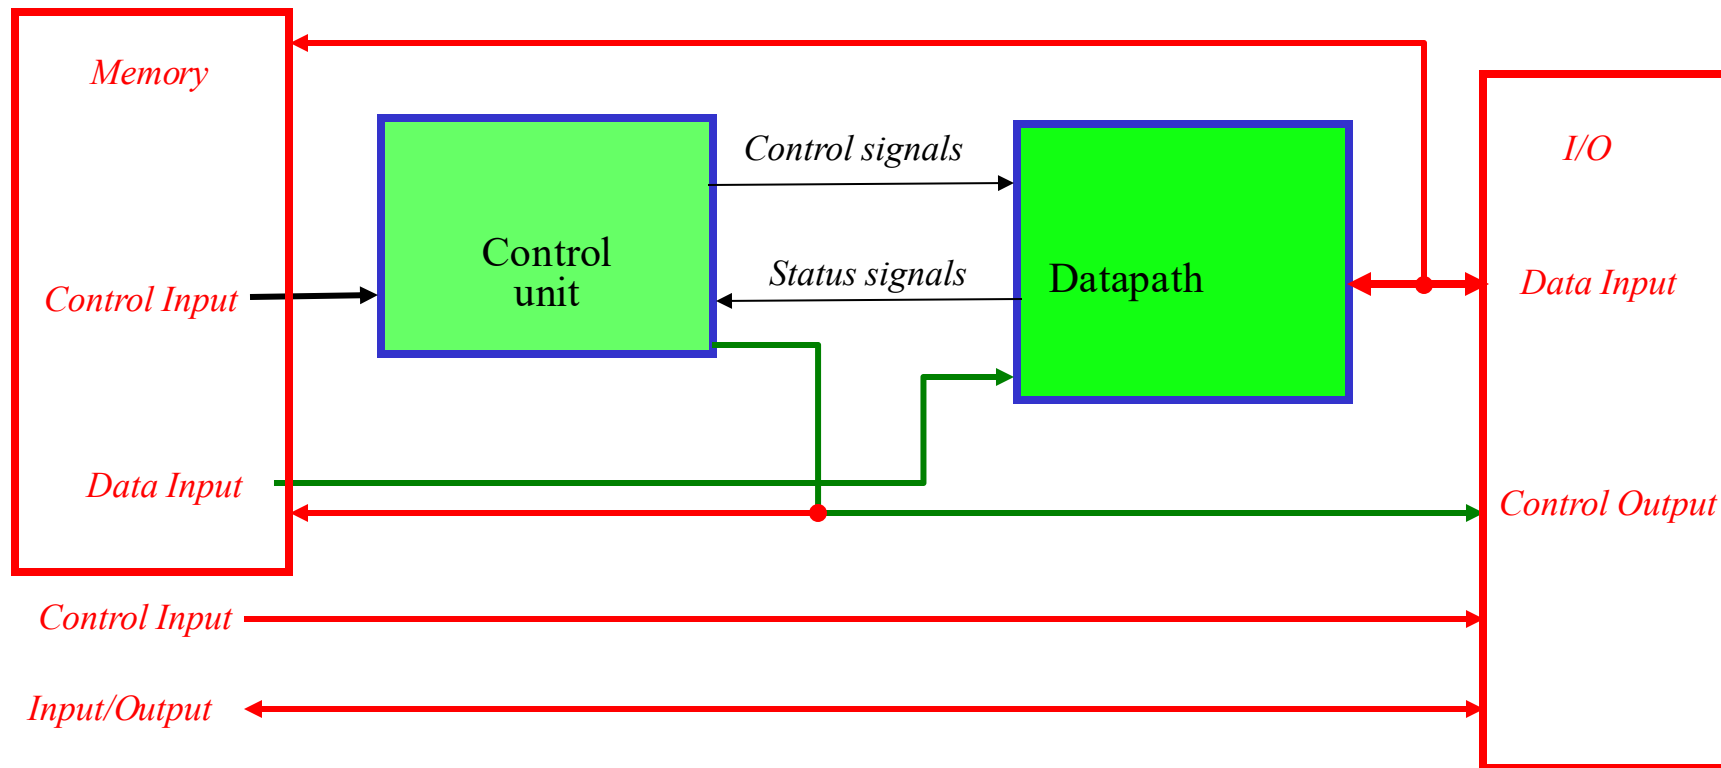 Memory
Control signals
I/O
Control
unit
Status signals
Datapath
Data Input
Control Input
Data Input
Control Output
Control Input
Input/Output